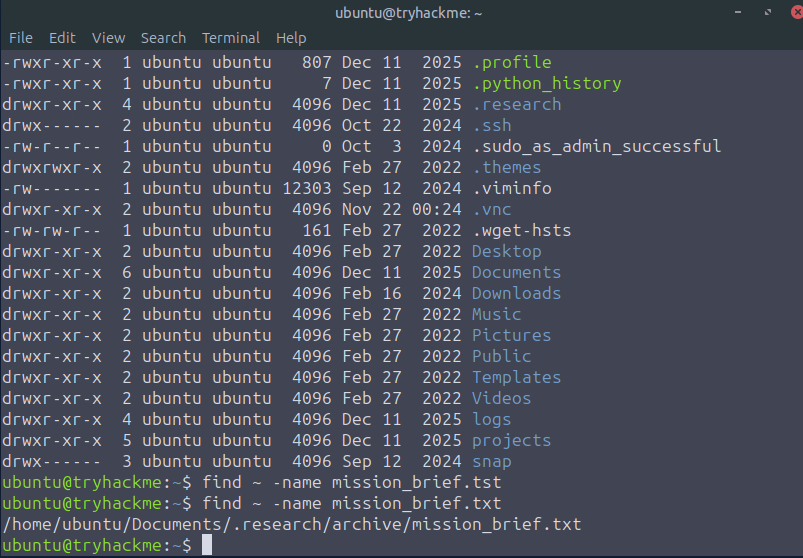 ubuntu@tryhackme: ~
File Edit View Search Terminal Help
-rwxr-xr-x  1 ubuntu ubuntu   807 Dec 11  2025 .profile
-rwxr-xr-x  1 ubuntu ubuntu     7 Dec 11  2025 .python_history
drwxr-xr-x  4 ubuntu ubuntu  4096 Dec 11  2025 .research
drwx------  2 ubuntu ubuntu  4096 Oct 22  2024 .ssh
-rw-r--r--  1 ubuntu ubuntu     0 Oct  3  2024 .sudo_as_admin_successful
drwxrwxr-x  2 ubuntu ubuntu  4096 Feb 27  2022 .themes
-rw-------  1 ubuntu ubuntu 12303 Sep 12  2024 .viminfo
drwxr-xr-x  2 ubuntu ubuntu  4096 Nov 22 00:24 .vnc
-rw-rw-r--  1 ubuntu ubuntu   161 Feb 27  2022 .wget-hsts
drwxr-xr-x  2 ubuntu ubuntu  4096 Feb 27  2022 Desktop
drwxr-xr-x  6 ubuntu ubuntu  4096 Dec 11  2025 Documents
drwxr-xr-x  2 ubuntu ubuntu  4096 Feb 16  2024 Downloads
drwxr-xr-x  2 ubuntu ubuntu  4096 Feb 27  2022 Music
drwxr-xr-x  2 ubuntu ubuntu  4096 Feb 27  2022 Pictures
drwxr-xr-x  2 ubuntu ubuntu  4096 Feb 27  2022 Public
drwxr-xr-x  2 ubuntu ubuntu  4096 Feb 27  2022 Templates
drwxr-xr-x  2 ubuntu ubuntu  4096 Feb 27  2022 Videos
drwxr-xr-x  4 ubuntu ubuntu  4096 Dec 11  2025 logs
drwxr-xr-x  5 ubuntu ubuntu  4096 Dec 11  2025 projects
drwx------  3 ubuntu ubuntu  4096 Sep 12  2024 snap
ubuntu@tryhackme:~$ find ~ -name mission_brief.tst
ubuntu@tryhackme:~$ find ~ -name mission_brief.txt
/home/ubuntu/Documents/.research/archive/mission_brief.txt
ubuntu@tryhackme:~$